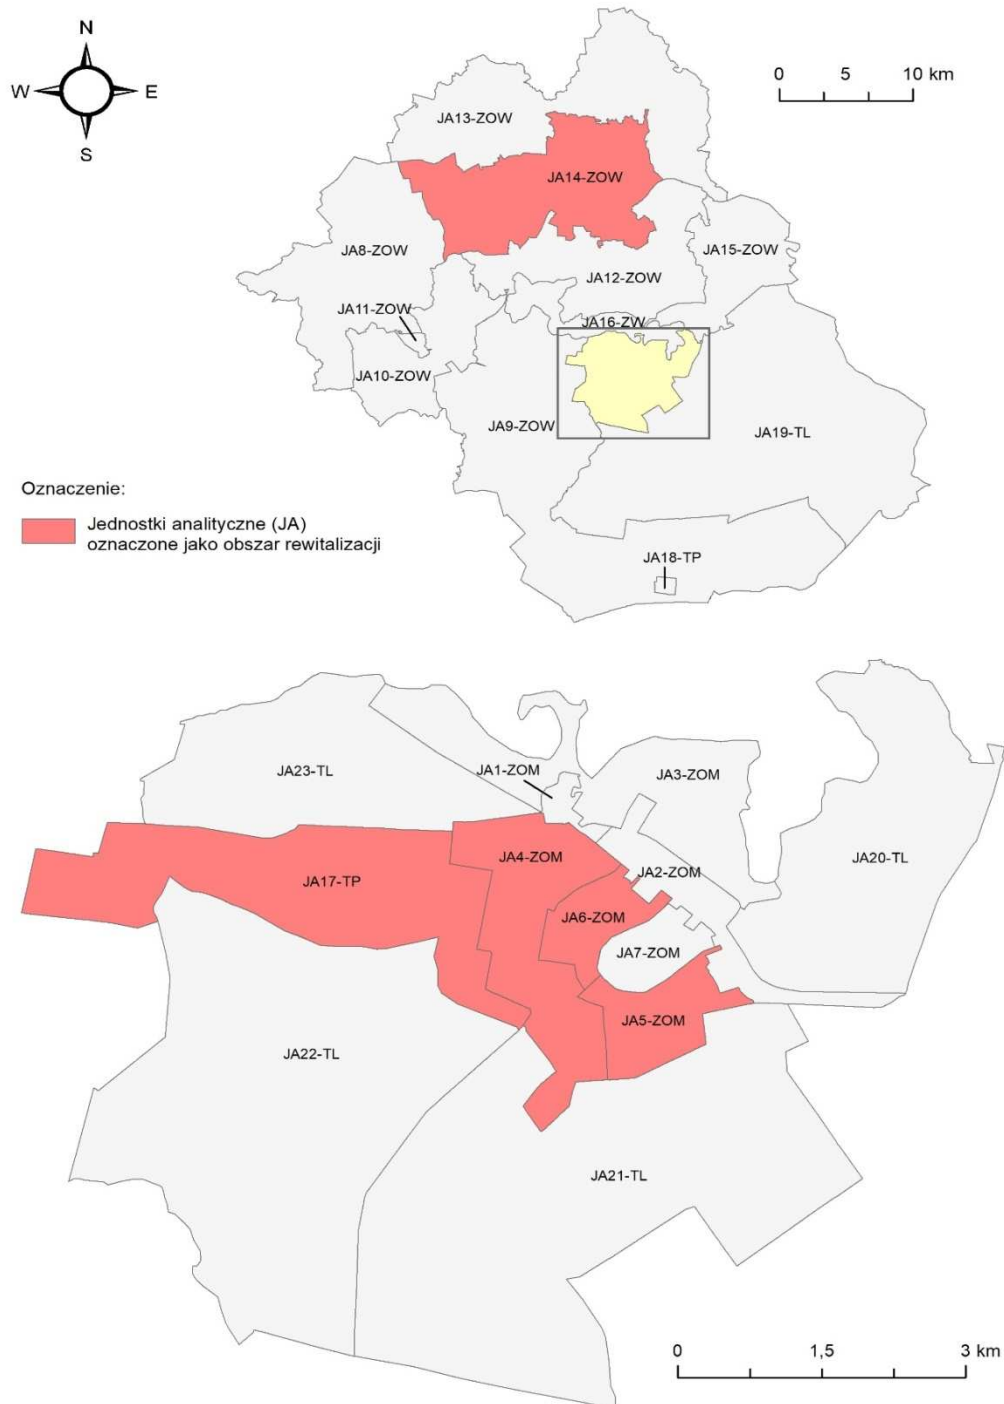 N
W E
S
0 5 10 km
JA13-ZOW
JA14-ZOW
JA8-ZOW
JA15-ZOW
JA12-ZOW
JA11-ZOW
JA16-ZW
JA10-ZOW
JA9-ZOW
JA19-TL
Oznaczenie:
Jednostki analityczne (JA)
oznaczone jako obszar rewitalizacji
JA18-TP
JA23-TL
JA1-ZOM
JA3-ZOM
JA4-ZOM
JA20-TL
JA2-ZOM
JA17-TP
JA6-ZOM
JA7-ZOM
JA5-ZOM
JA22-TL
JA21-TL
0 1,5 3 km